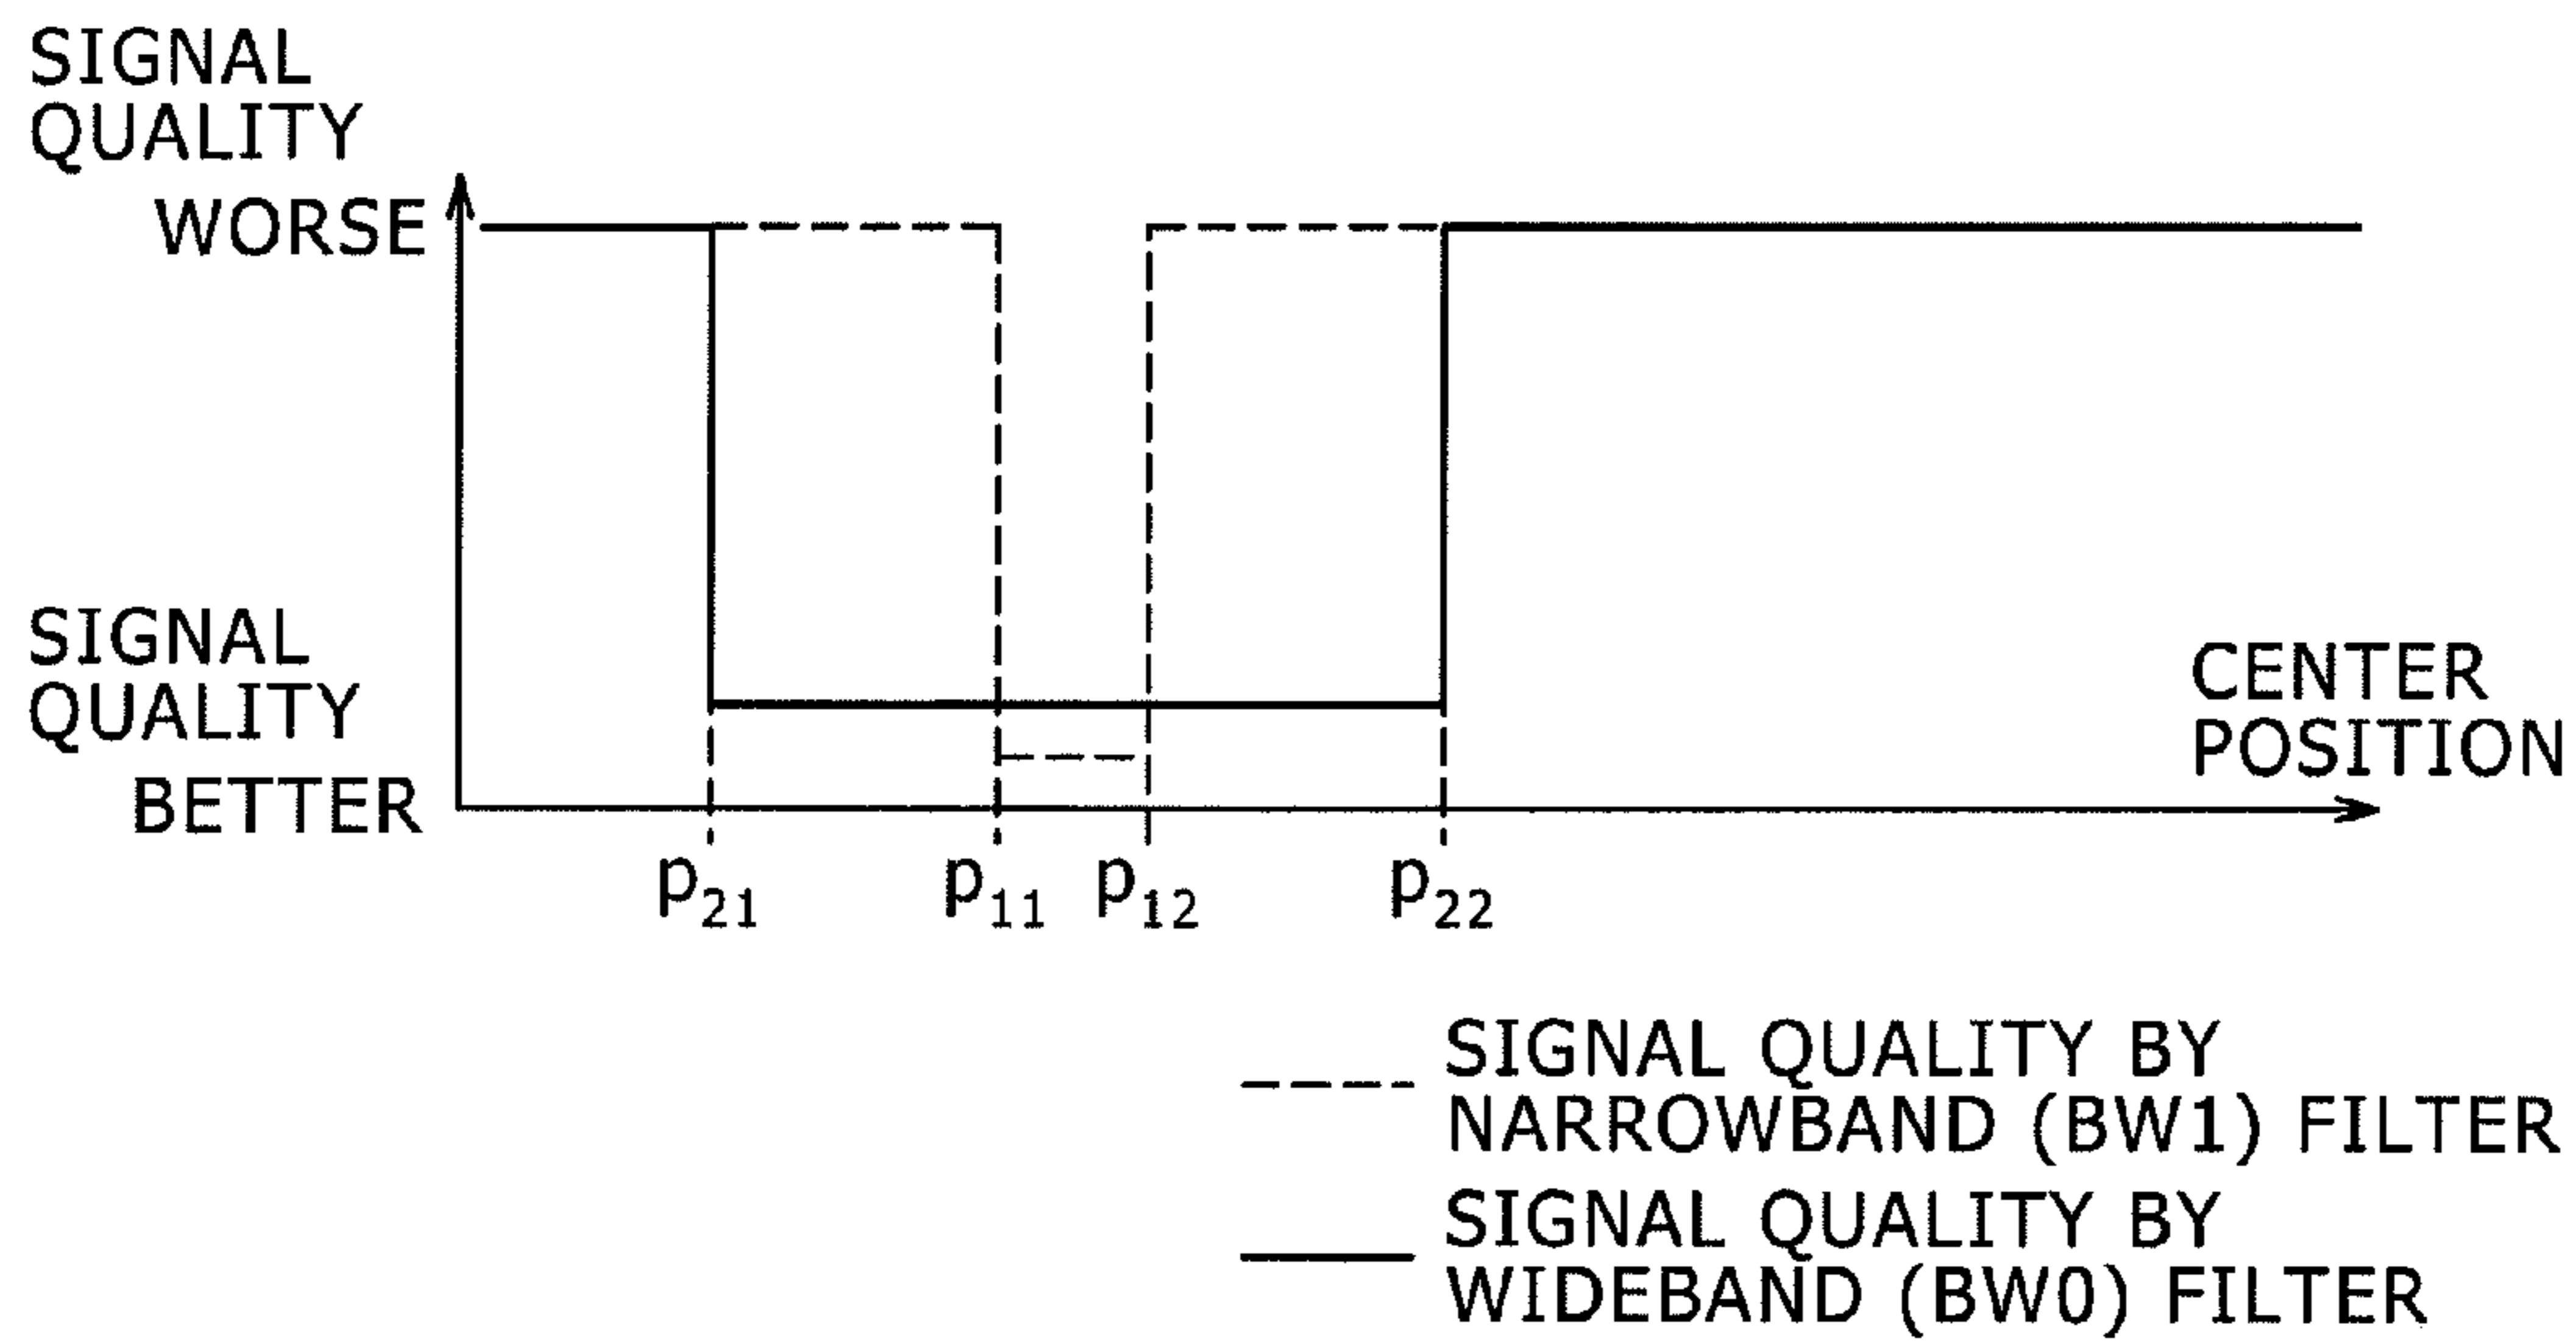 SIGNAL
QUALITY
WORSE
SIGNAL
QUALITY
BETTER
CENTER
POSITION
p21 p11 p12 p22
SIGNAL QUALITY BY
NARROWBAND (BW1) FILTER
SIGNAL QUALITY BY
WIDEBAND (BW0) FILTER